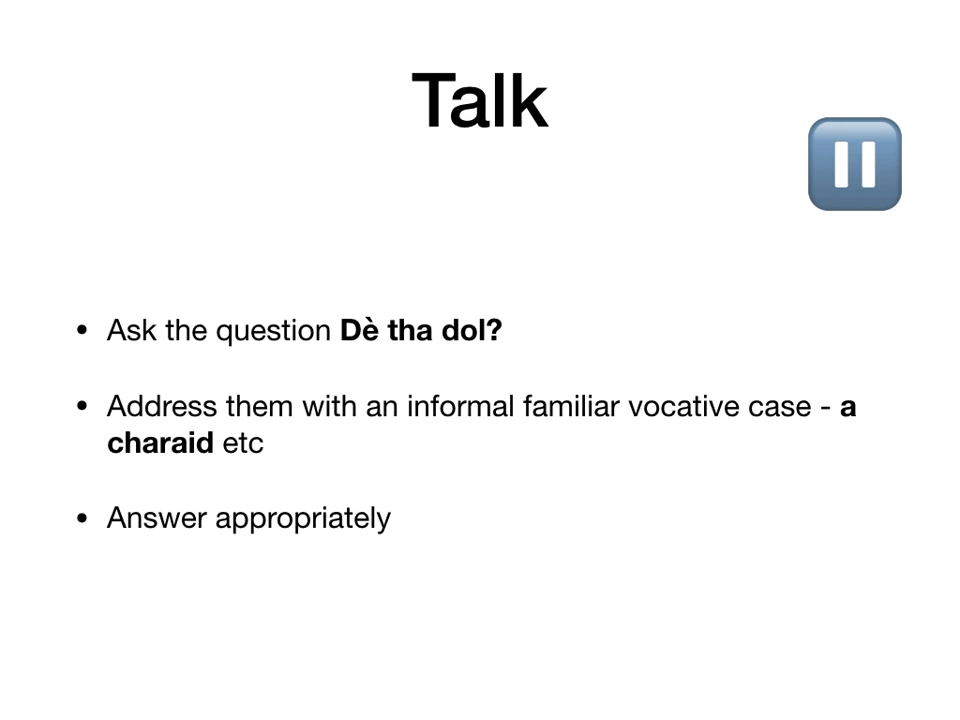 Talk
• Ask the question Dè tha dol?
• Address them with an informal familiar vocative case - a
charaid etc
• Answer appropriately